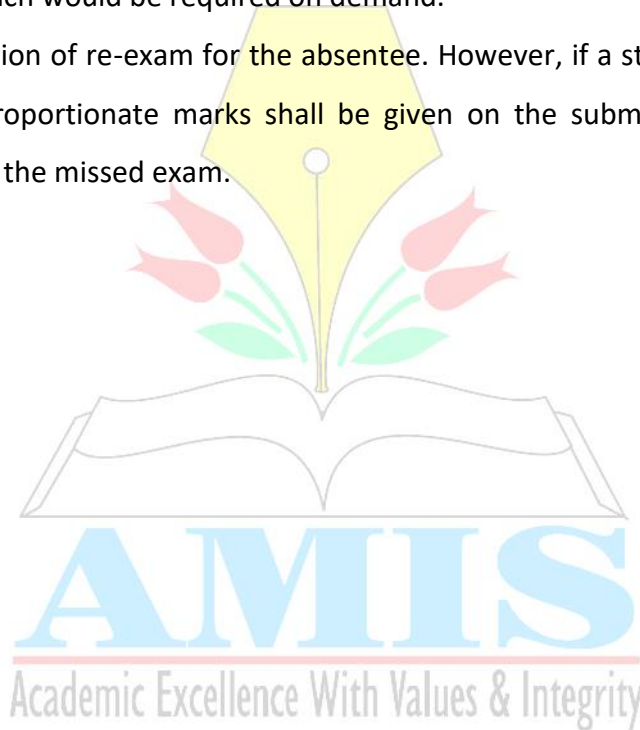 would be required on demand.
ion of re-exam for the absentee. However, if a st
roportionate marks shall be given on the subm
the missed exam.
AMIS
Academic Excellence With Values & Integrity